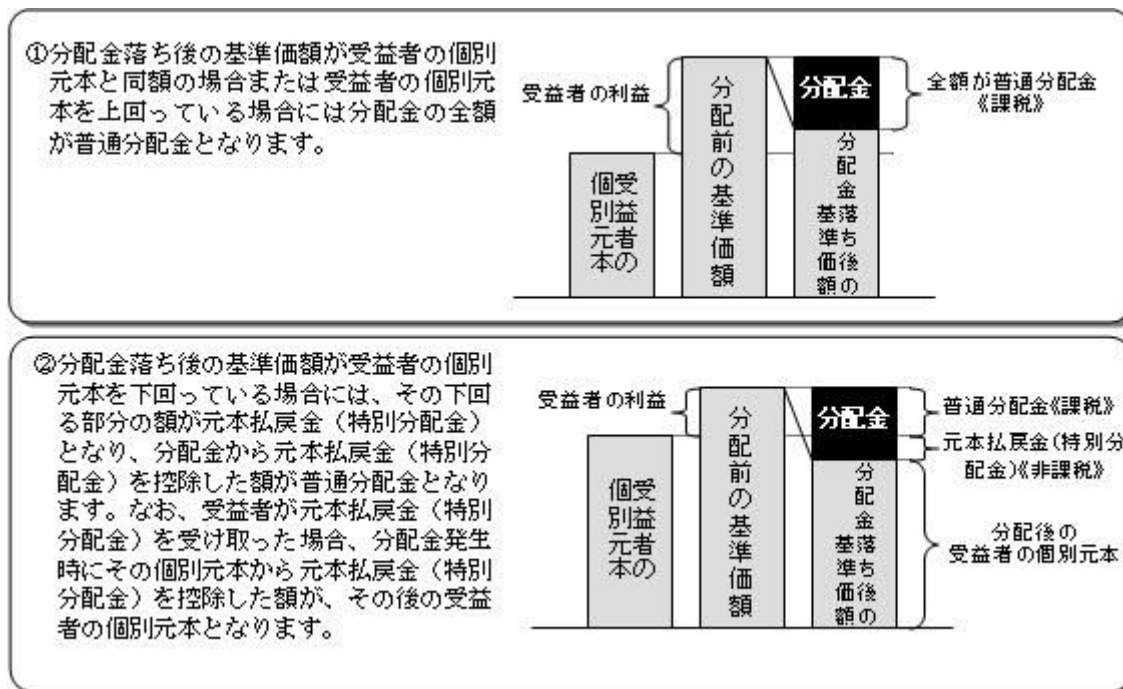 ①分配金落ち後の基準価額が受益者の個別
元本と同額の場合または受益者の個別元
本を上回っている場合には分配金の全額
が普通分配金となります。
受益者の利益
受益者の
個別元本
分配前の基準価額
分配金
分配金落ち後の
基準価額
全額が普通分配金
《課税》
②分配金落ち後の基準価額が受益者の個別
元本を下回っている場合には、その下回
る部分の額が元本払戻金（特別分配金）
となり、分配金から元本払戻金（特別分
配金）を控除した額が普通分配金となり
ます。なお、受益者が元本払戻金（特別
分配金）を受け取った場合、分配金発生
時にその個別元本から元本払戻金（特別
分配金）を控除した額が、その後の受益
者の個別元本となります。
受益者の利益
受益者の
個別元本
分配前の基準価額
分配金
分配金落ち後の
基準価額
普通分配金《課税》
元本払戻金(特別分
配金)《非課税》
分配後の
受益者の個別元本